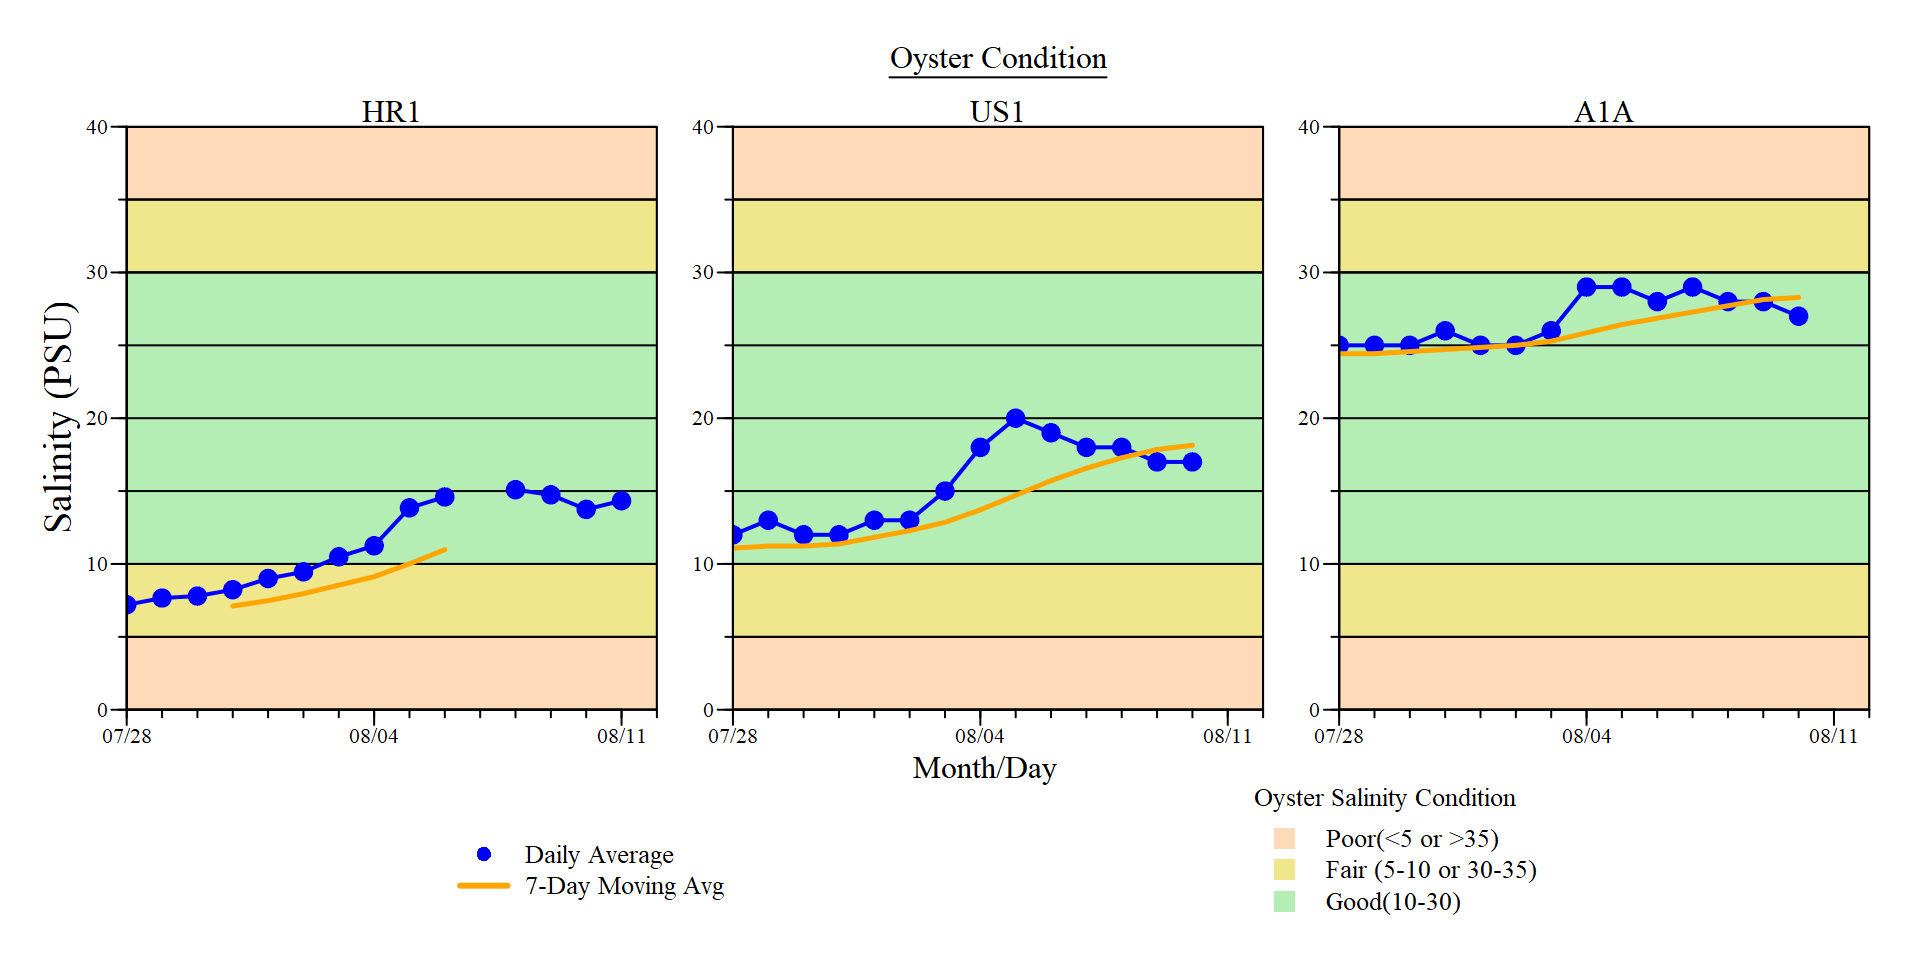 Oyster Condition
HR1
US1
A1A
Salinity (PSU)
40
30
20
10
0
40
30
20
10
0
40
30
20
10
0
07/28
08/04
08/11
07/28
08/04
08/11
07/28
08/04
08/11
Month/Day
Daily Average
7-Day Moving Avg
Oyster Salinity Condition
Poor(<5 or >35)
Fair (5-10 or 30-35)
Good(10-30)